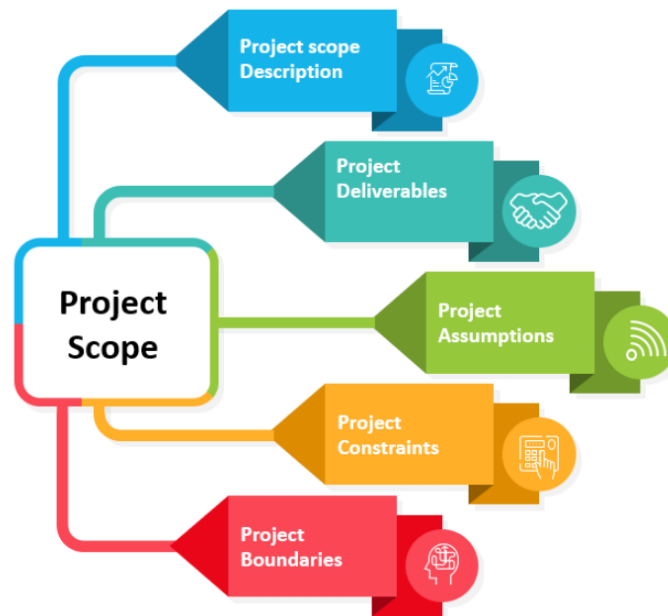 Project scope
Description
Project
Deliverables
Project
Scope
Project
Assumptions
Project
Constraints
Project
Boundaries